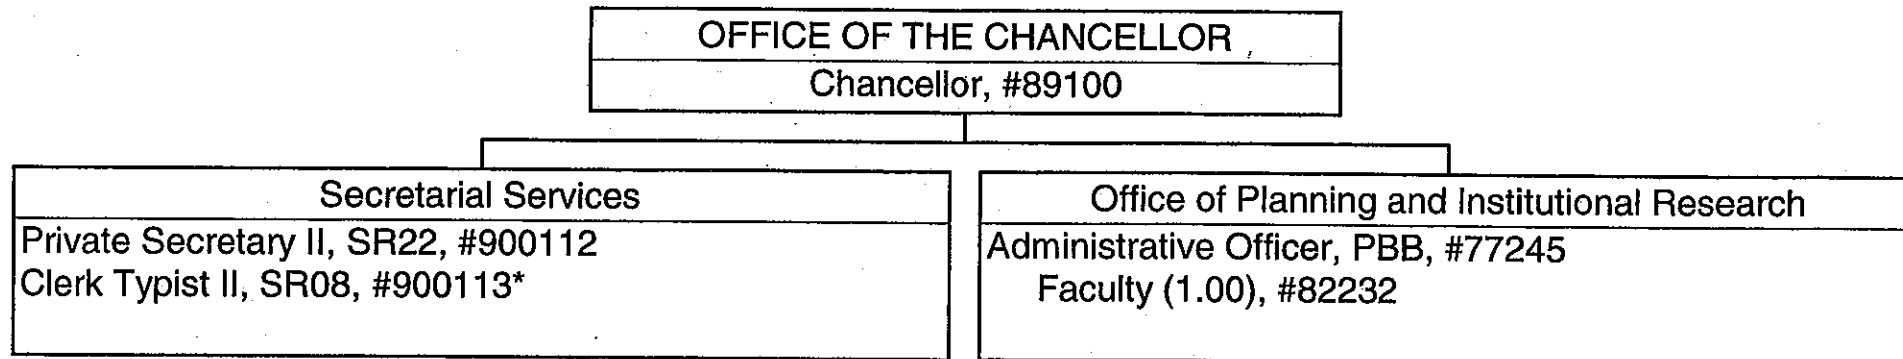 OFFICE OF THE CHANCELLOR
Chancellor, #89100
Secretarial Services
Private Secretary II, SR22, #900112
Clerk Typist II, SR08, #900113*
Office of Planning and Institutional Research
Administrative Officer, PBB, #77245
Faculty (1.00), #82232